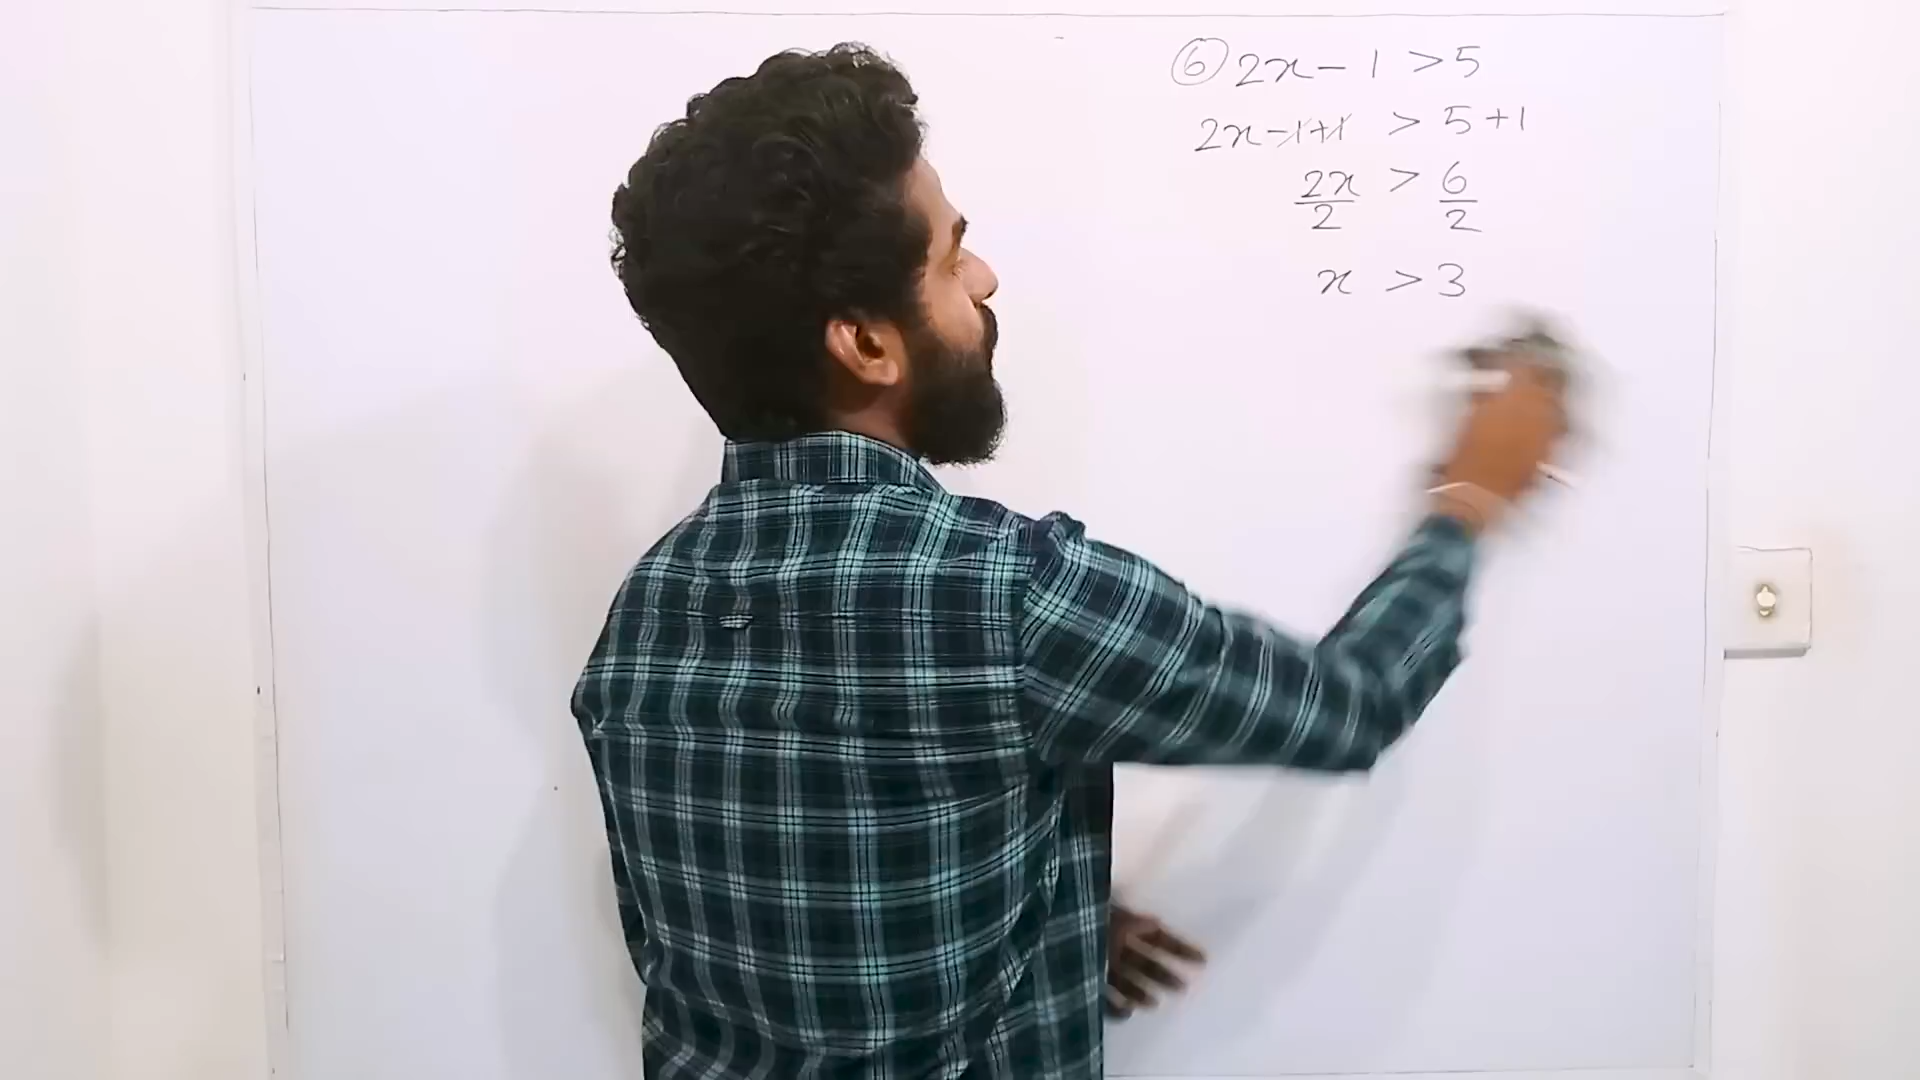 ⑥ 2x - 1 > 5
2x - 1 + 1 > 5 + 1
2x/2 > 6/2
x > 3